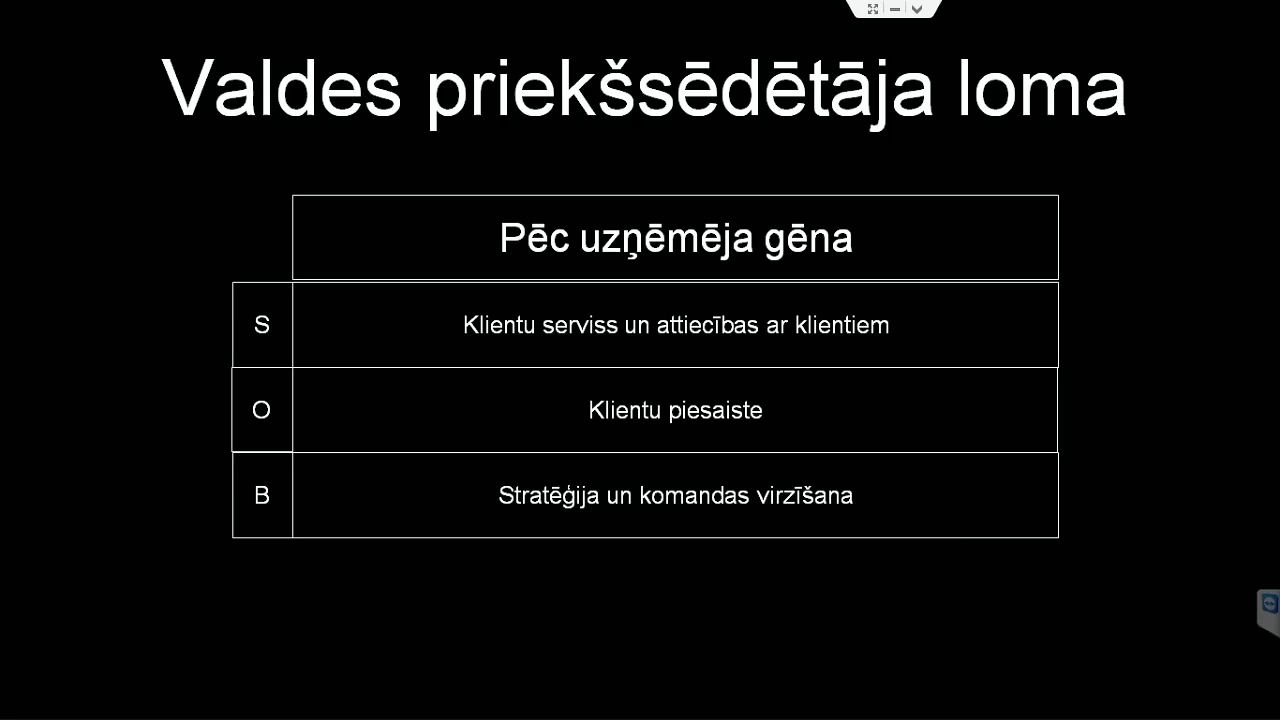 Valdes priekšsēdētāja loma
Pēc uzņēmēja gēna
S Klientu serviss un attiecības ar klientiem
O Klientu piesaiste
B Stratēģija un komandas virzīšana